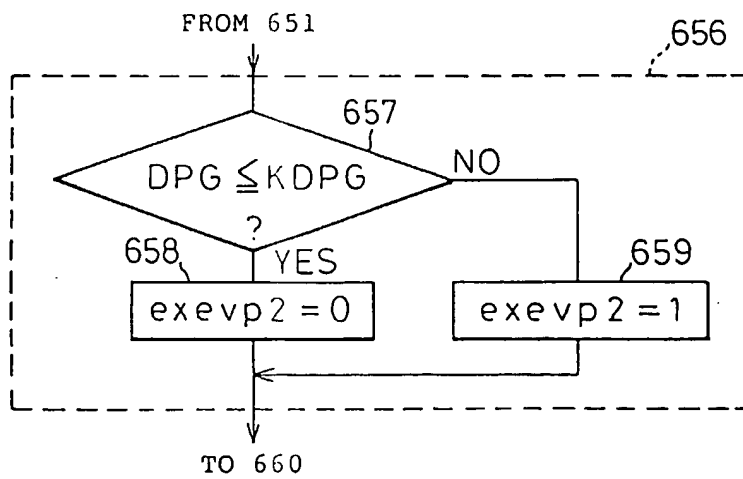 FROM 651
656
657
DPG ≦ KDPG
?
NO
658
YES
659
exevp2 = 0
exevp2 = 1
TO 660